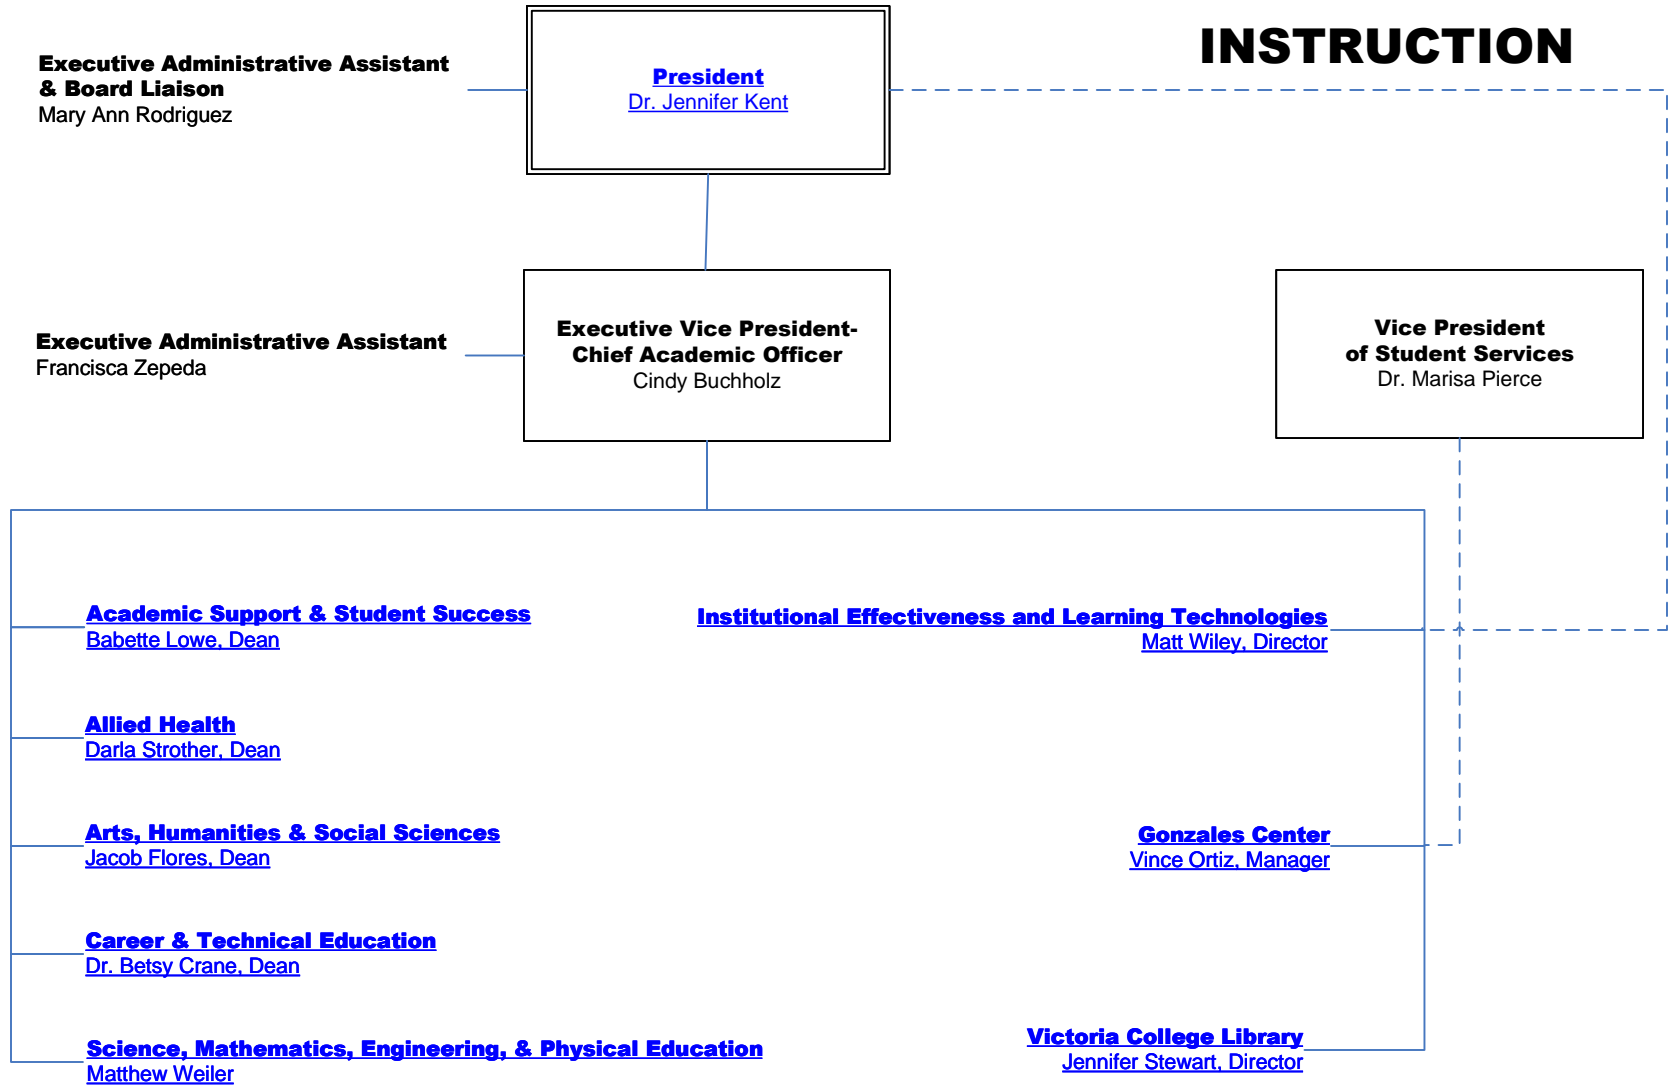 INSTRUCTION
Executive Administrative Assistant
& Board Liaison
Mary Ann Rodriguez
President
Dr. Jennifer Kent
Executive Administrative Assistant
Francisca Zepeda
Executive Vice President-
Chief Academic Officer
Cindy Buchholz
Vice President
of Student Services
Dr. Marisa Pierce
Academic Support & Student Success
Babette Lowe, Dean
Allied Health
Darla Strother, Dean
Arts, Humanities & Social Sciences
Jacob Flores, Dean
Career & Technical Education
Dr. Betsy Crane, Dean
Science, Mathematics, Engineering, & Physical Education
Matthew Weiler
Institutional Effectiveness and Learning Technologies
Matt Wiley, Director
Gonzales Center
Vince Ortiz, Manager
Victoria College Library
Jennifer Stewart, Director